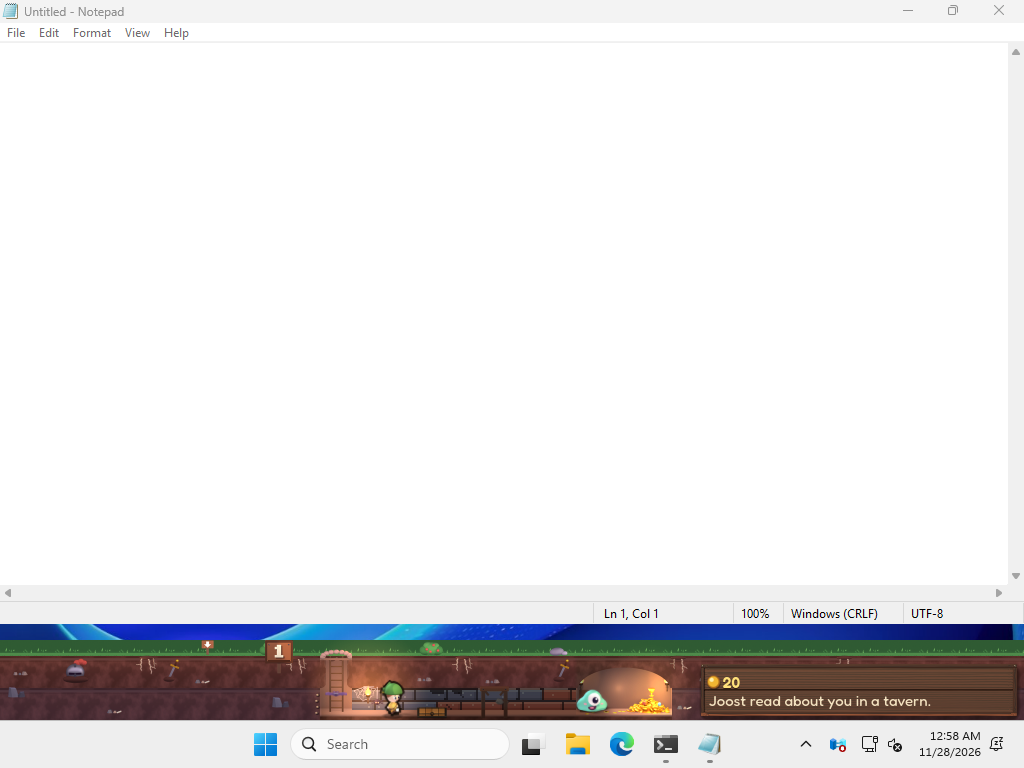 Untitled - Notepad
File Edit Format View Help
Ln 1, Col 1 100% Windows (CRLF) UTF-8
1
20
Joost read about you in a tavern.
Search
12:58 AM
11/28/2026